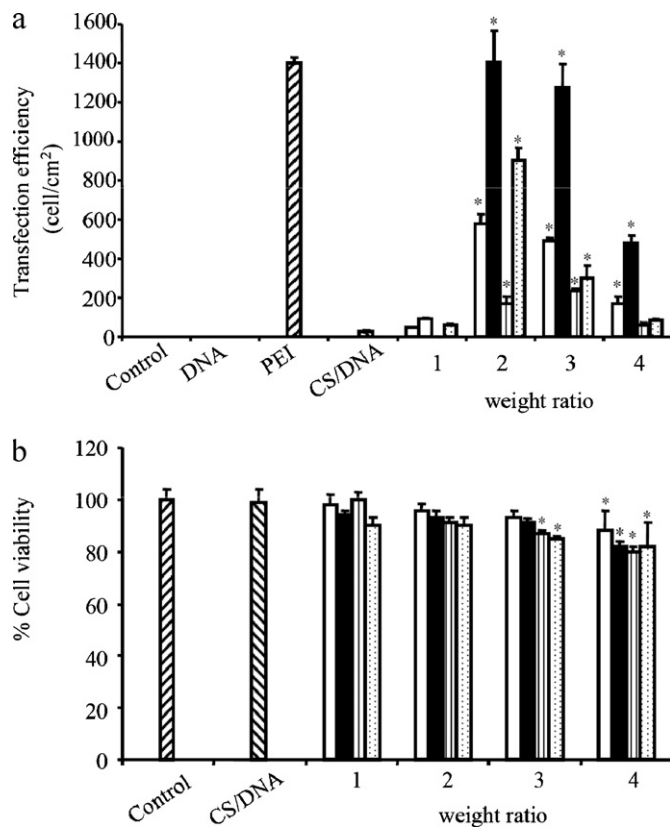 a
Transfection efficiency
(cell/cm²)
1600
1400
1200
1000
800
600
400
200
0
* * * *
* * * *
* *
Control DNA PEI CS/DNA 1 2 3 4
weight ratio
b
% Cell viability
120
100
80
60
40
20
0
* *
* * * *
Control CS/DNA 1 2 3 4
weight ratio